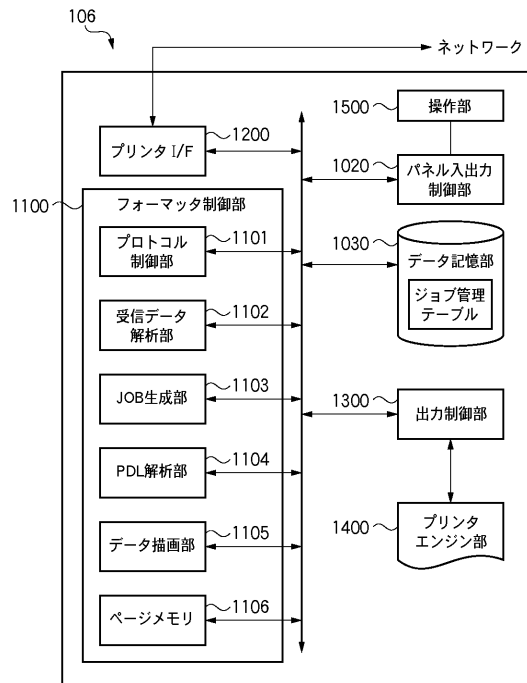 106
ネットワーク
1200
プリンタ I/F
1100
フォーマッタ制御部
1101
プロトコル
制御部
1102
受信データ
解析部
1103
JOB生成部
1104
PDL解析部
1105
データ描画部
1106
ページメモリ
1500
操作部
1020
パネル入出力
制御部
1030
データ記憶部
ジョブ管理
テーブル
1300
出力制御部
1400
プリンタ
エンジン部